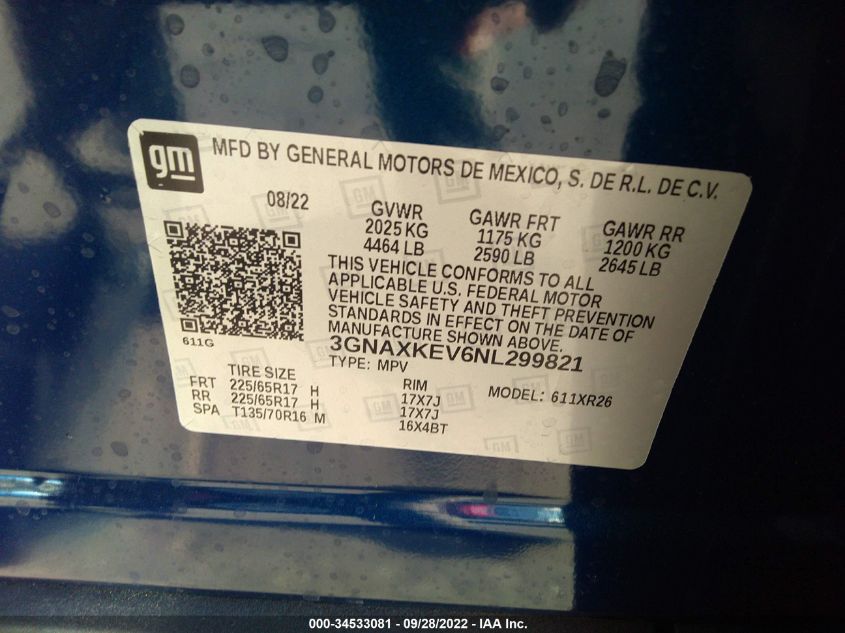 gm MFD BY GENERAL MOTORS DE MEXICO, S. DE R.L. DE C.V.
08/22 GVWR GAWR FRT GAWR RR
2025 KG 1175 KG 1200 KG
4464 LB 2590 LB 2645 LB
THIS VEHICLE CONFORMS TO ALL
APPLICABLE U.S. FEDERAL MOTOR
VEHICLE SAFETY AND THEFT PREVENTION
STANDARDS IN EFFECT ON THE DATE OF
MANUFACTURE SHOWN ABOVE.
611G
3GNAXKEV6NL299821
TYPE: MPV
TIRE SIZE RIM MODEL: 611XR26
FRT 225/65R17 H 17X7J
RR 225/65R17 H 17X7J
SPA T135/70R16 M 16X4BT
000-34533081 - 09/28/2022 - IAA Inc.